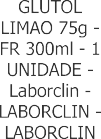 GLUTOL
LIMAO 75g -
FR 300ml - 1
UNIDADE -
Laborclin -
LABORCLIN -
LABORCLIN